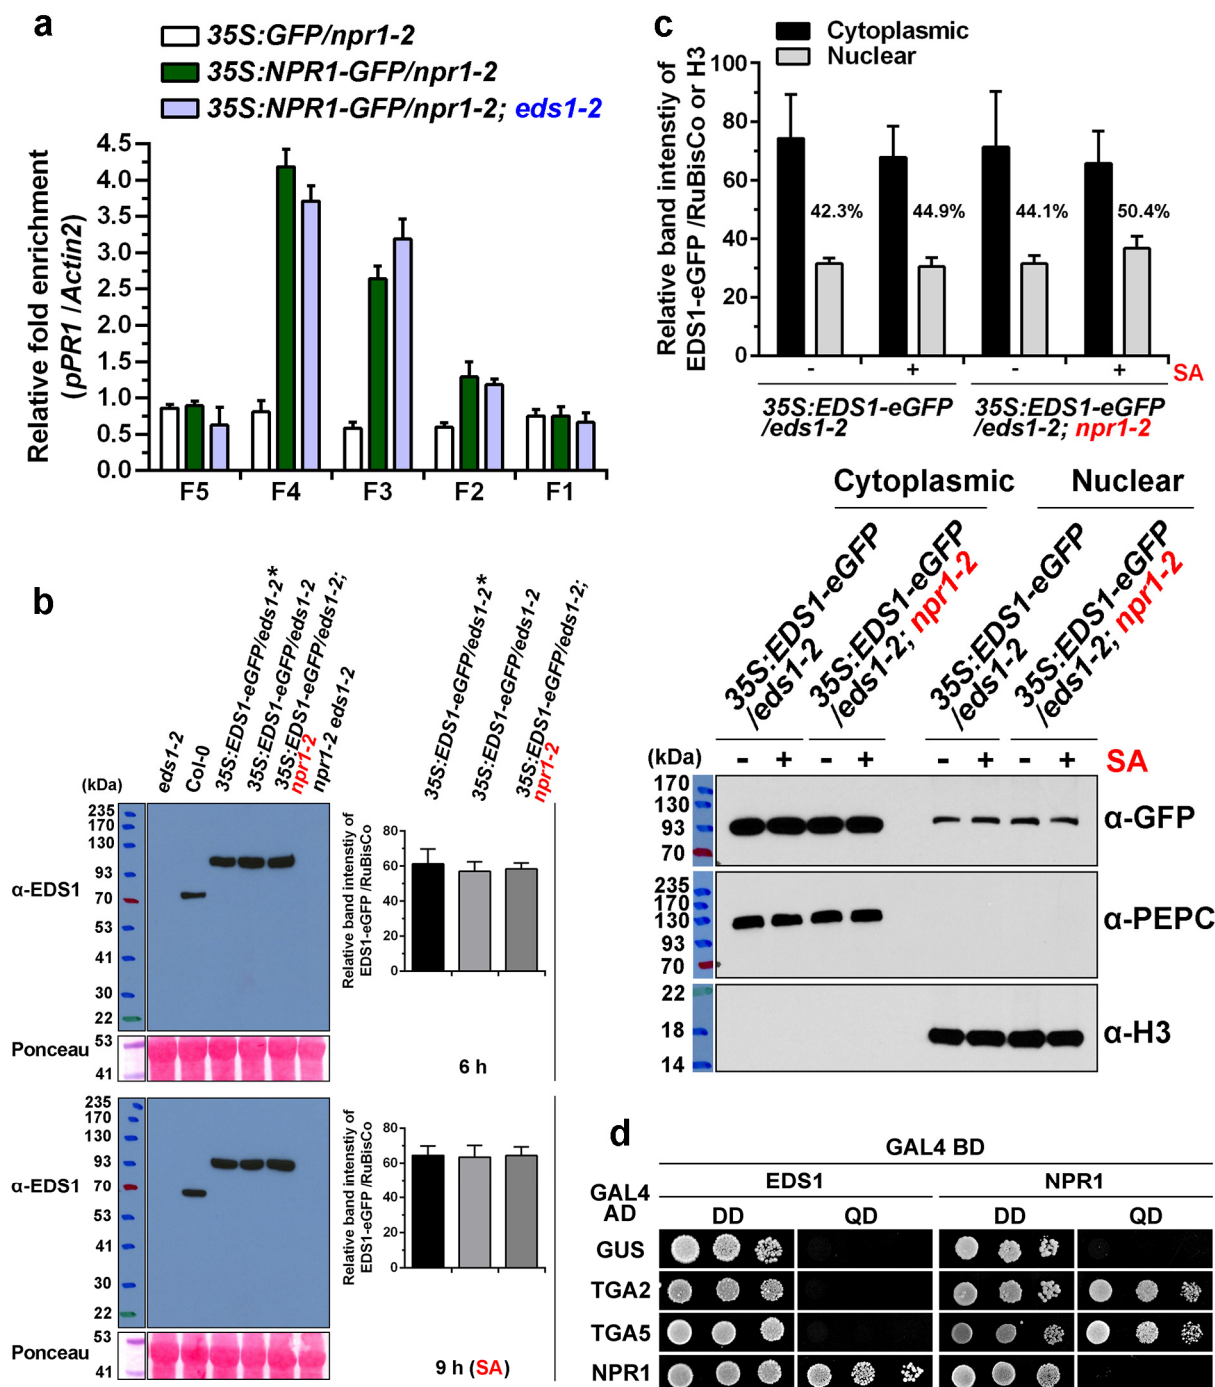 a
35S:GFP/npr1-2
35S:NPR1-GFP/npr1-2
35S:NPR1-GFP/npr1-2; eds1-2
Relative fold enrichment
(pPR1 /Actin2)
4.5
4.0
3.5
3.0
2.5
2.0
1.5
1.0
0.5
0.0
F5 F4 F3 F2 F1
c
Cytoplasmic
Nuclear
Relative band intenstiy of
EDS1-eGFP /RuBisCo or H3
100
80
60
40
20
0
42.3% 44.9% 44.1% 50.4%
- + - + SA
35S:EDS1-eGFP
/eds1-2
35S:EDS1-eGFP
/eds1-2; npr1-2
Cytoplasmic Nuclear
35S:EDS1-eGFP
/eds1-2
35S:EDS1-eGFP
/eds1-2; npr1-2
35S:EDS1-eGFP
/eds1-2
35S:EDS1-eGFP
/eds1-2; npr1-2
(kDa) - + - + - + - + SA
170
130
93
70
α-GFP
235
170
130
93
70
α-PEPC
22
18
14
α-H3
b
eds1-2
Col-0
35S:EDS1-eGFP/eds1-2*
35S:EDS1-eGFP/eds1-2
35S:EDS1-eGFP/eds1-2;
npr1-2
npr1-2 eds1-2
35S:EDS1-eGFP/eds1-2*
35S:EDS1-eGFP/eds1-2
35S:EDS1-eGFP/eds1-2;
npr1-2
(kDa)
235
170
130
93
70
53
41
30
22
α-EDS1
Ponceau
53
41
Relative band intenstiy of
EDS1-eGFP /RuBisCo
80
60
40
20
0
6 h
235
170
130
93
70
53
41
30
22
α-EDS1
Ponceau
53
41
Relative band intenstiy of
EDS1-eGFP /RuBisCo
80
60
40
20
0
9 h (SA)
d
GAL4 BD
GAL4
AD
EDS1 NPR1
DD QD DD QD
GUS
TGA2
TGA5
NPR1